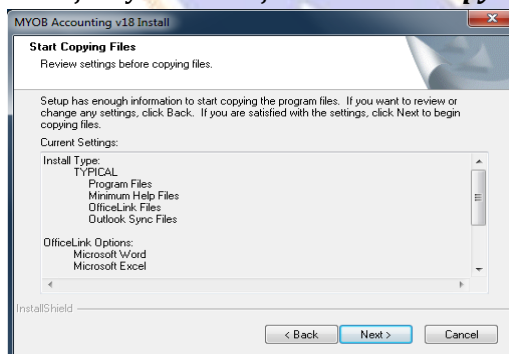 MYOB Accounting v18 Install
Start Copying Files
Review settings before copying files.
Setup has enough information to start copying the program files.  If you want to review or
change any settings, click Back.  If you are satisfied with the settings, click Next to begin
copying files.
Current Settings:
Install Type:
TYPICAL
Program Files
Minimum Help Files
OfficeLink Files
Outlook Sync Files
OfficeLink Options:
Microsoft Word
Microsoft Excel
InstallShield
< Back
Next >
Cancel